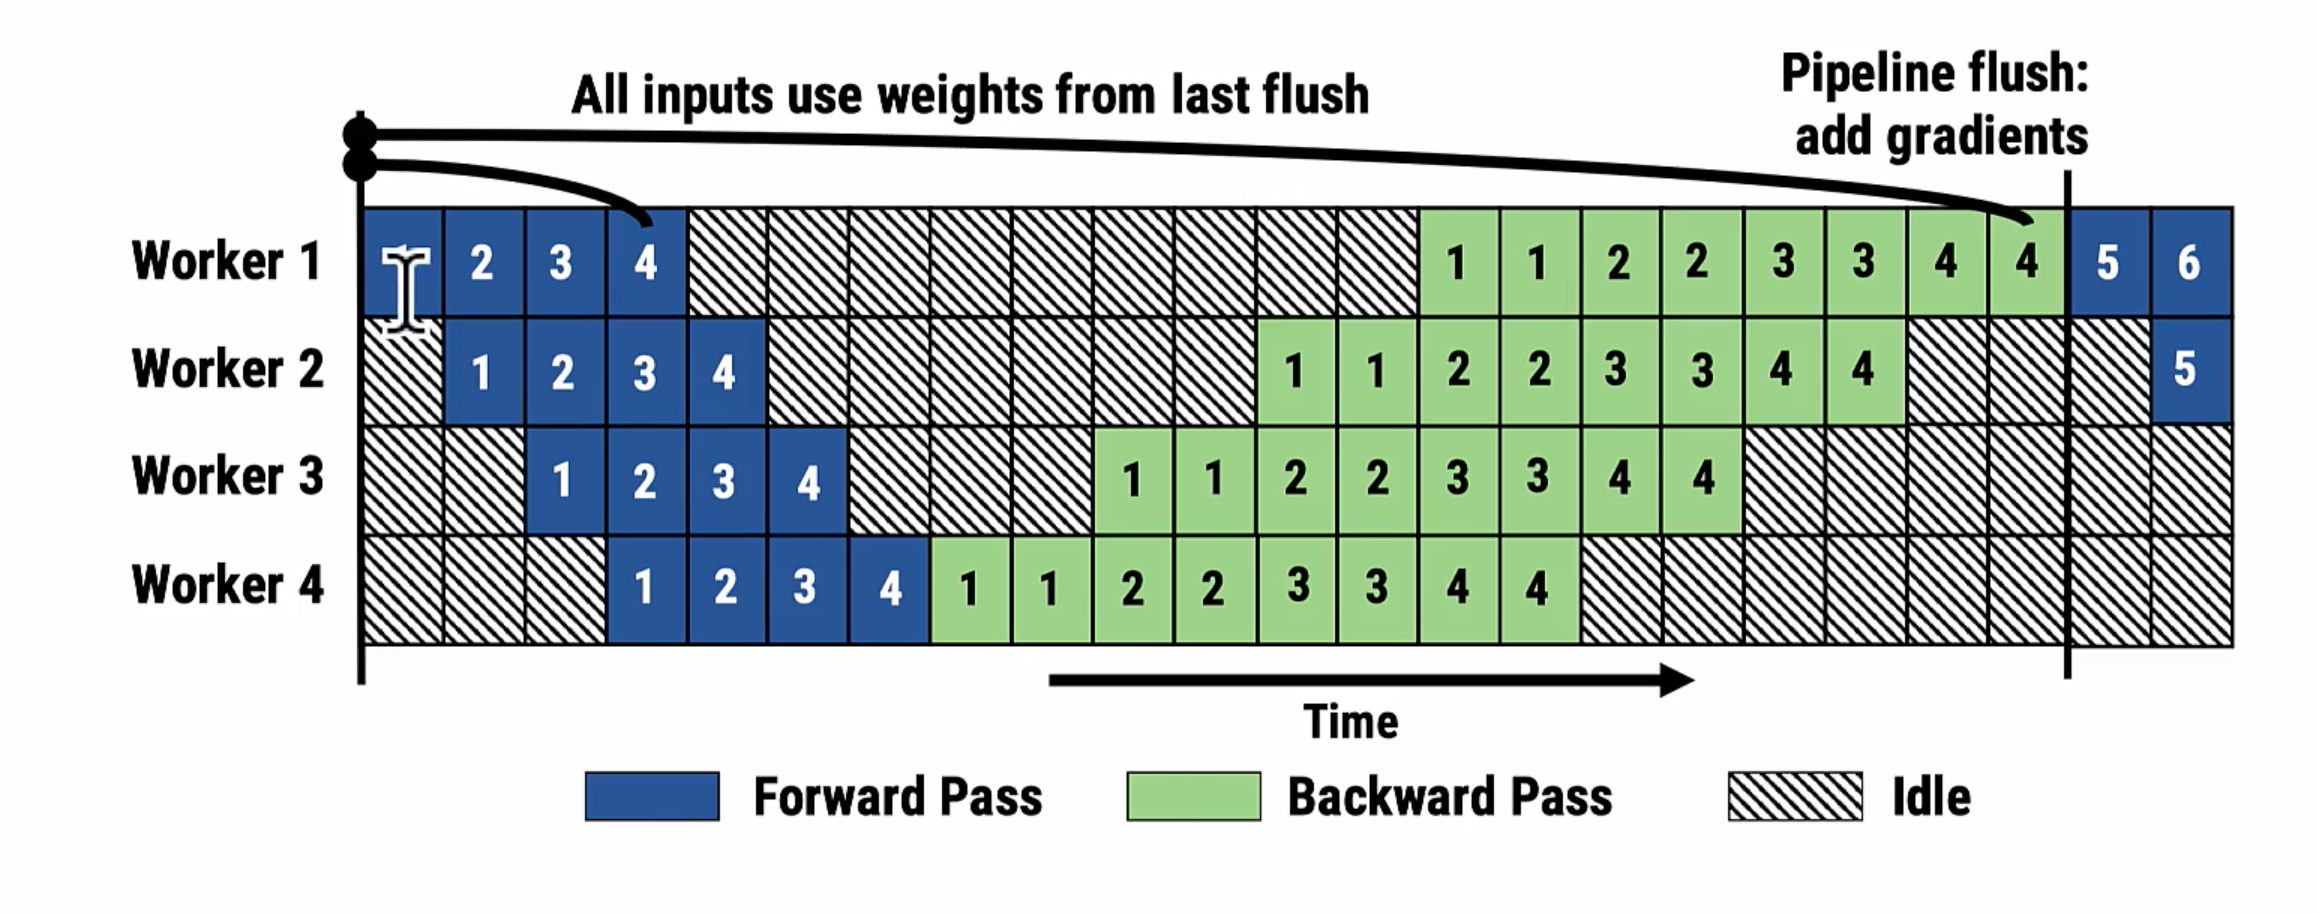 All inputs use weights from last flush
Pipeline flush:
add gradients
Worker 1 2 3 4 1 1 2 2 3 3 4 4 5 6
Worker 2 1 2 3 4 1 1 2 2 3 3 4 4 5
Worker 3 1 2 3 4 1 1 2 2 3 3 4 4
Worker 4 1 2 3 4 1 1 2 2 3 3 4 4
Time
Forward Pass Backward Pass Idle